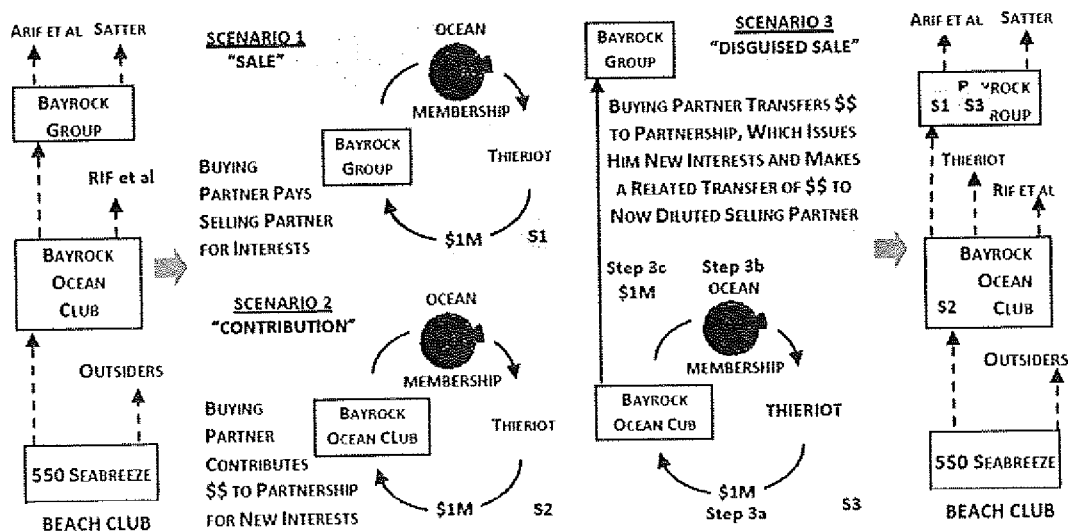 ARIF ET AL SATTER
BAYROCK
GROUP
RIF et al
BAYROCK
OCEAN
CLUB
OUTSIDERS
550 SEABREEZE
BEACH CLUB
SCENARIO 1
"SALE"
OCEAN
MEMBERSHIP
BAYROCK
GROUP
THIERIOT
BUYING
PARTNER PAYS
SELLING PARTNER
FOR INTERESTS
$1M
S1
SCENARIO 2
"CONTRIBUTION"
OCEAN
MEMBERSHIP
BAYROCK
OCEAN CLUB
THIERIOT
BUYING
PARTNER
CONTRIBUTES
$$ TO PARTNERSHIP
FOR NEW INTERESTS
$1M
S2
SCENARIO 3
"DISGUISED SALE"
BAYROCK
GROUP
BUYING PARTNER TRANSFERS $$
TO PARTNERSHIP, WHICH ISSUES
HIM NEW INTERESTS AND MAKES
A RELATED TRANSFER OF $$ TO
NOW DILUTED SELLING PARTNER
Step 3c
$1M
Step 3b
OCEAN
MEMBERSHIP
BAYROCK
OCEAN CUB
THIERIOT
$1M
Step 3a
S3
ARIF ET AL SATTER
S1 S3
THIERIOT
RIF ET AL
BAYROCK
OCEAN
S2 CLUB
OUTSIDERS
550 SEABREEZE
BEACH CLUB